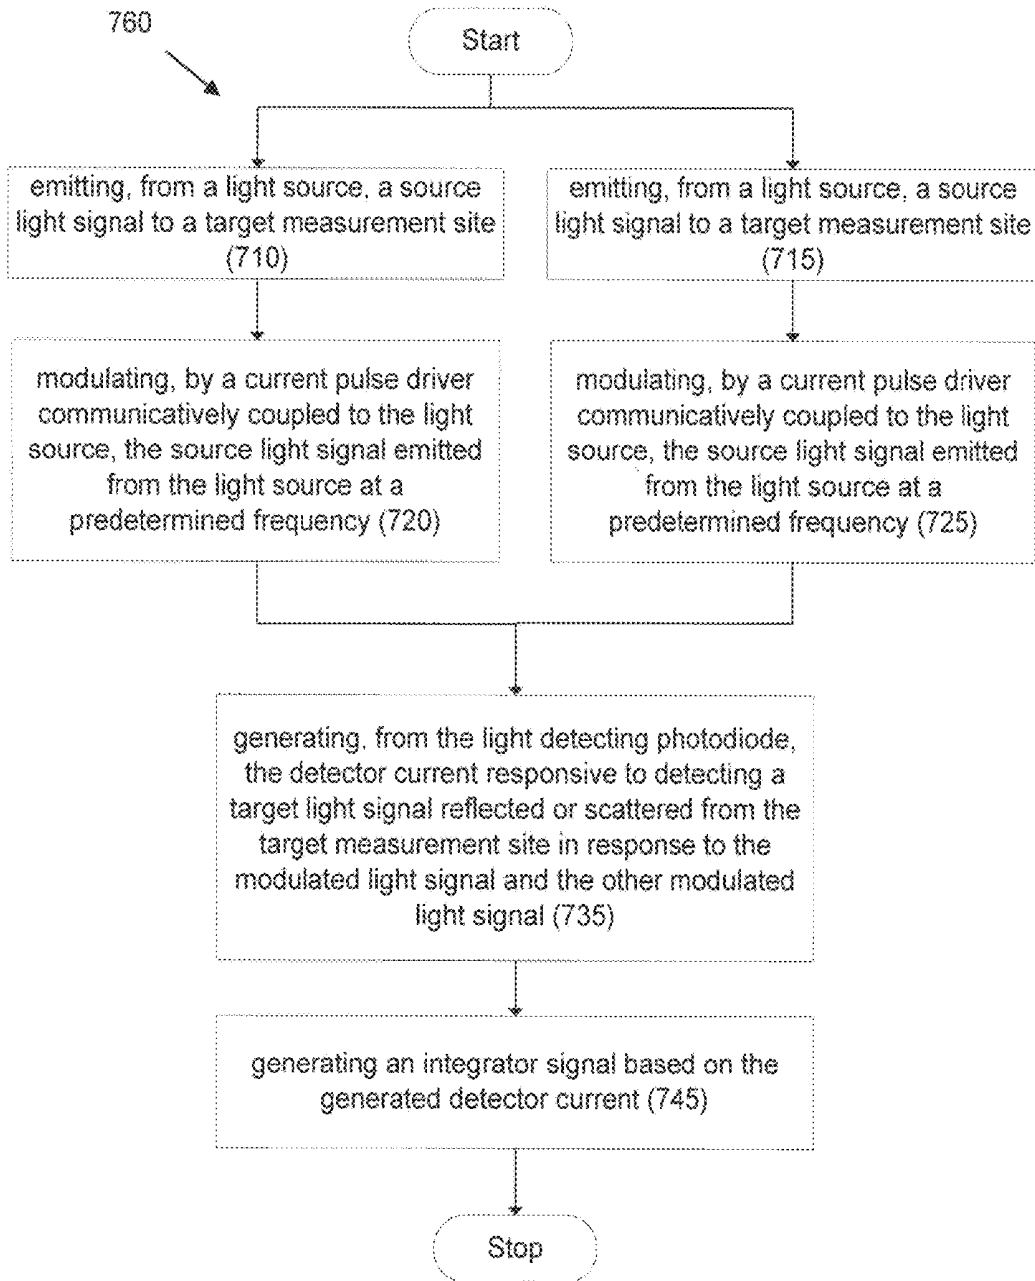 760
Start
emitting, from a light source, a source
light signal to a target measurement site
(710)
emitting, from a light source, a source
light signal to a target measurement site
(715)
modulating, by a current pulse driver
communicatively coupled to the light
source, the source light signal emitted
from the light source at a
predetermined frequency (720)
modulating, by a current pulse driver
communicatively coupled to the light
source, the source light signal emitted
from the light source at a
predetermined frequency (725)
generating, from the light detecting photodiode,
the detector current responsive to detecting a
target light signal reflected or scattered from the
target measurement site in response to the
modulated light signal and the other modulated
light signal (735)
generating an integrator signal based on the
generated detector current (745)
Stop